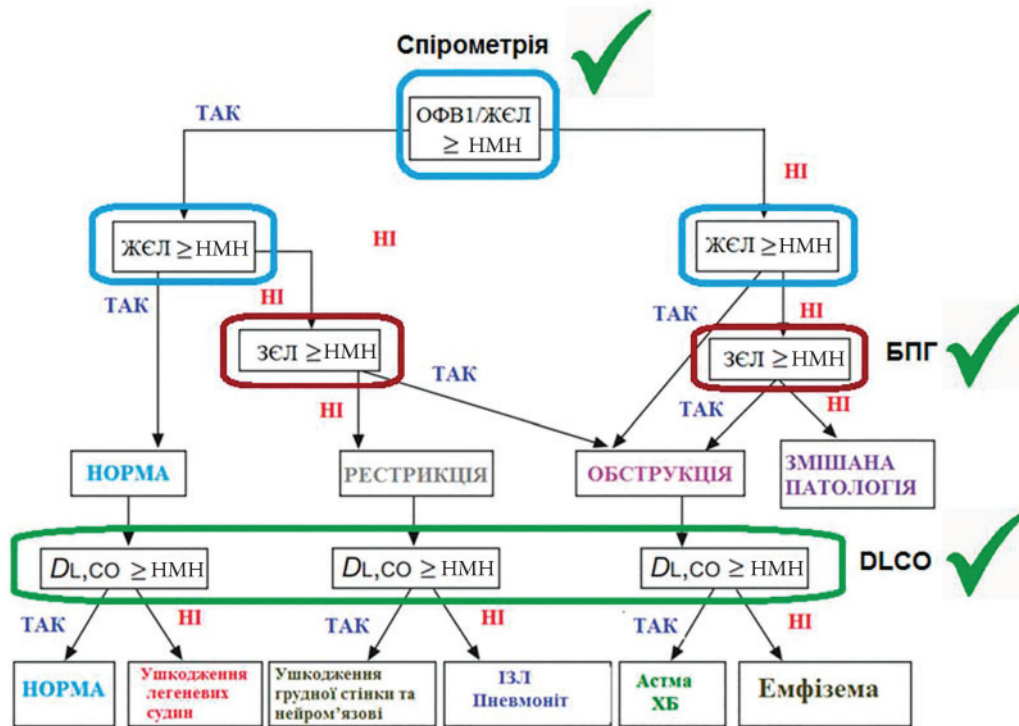 Спірометрія
ОФВ1/ЖЄЛ
≥ НМН
ТАК
НІ
ЖЄЛ ≥ НМН
НІ
ЖЄЛ ≥ НМН
ТАК
НІ
ТАК
НІ
ЗЄЛ ≥ НМН
ЗЄЛ ≥ НМН
БПГ
НІ
ТАК
ТАК
НІ
НОРМА
РЕСТРИКЦІЯ
ОБСТРУКЦІЯ
ЗМІШАНА
ПАТОЛОГІЯ
DL,CO ≥ НМН
DL,CO ≥ НМН
DL,CO ≥ НМН
DLCO
ТАК
НІ
ТАК
НІ
ТАК
НІ
НОРМА
Ушкодження
легеневих
судин
Ушкодження
грудної стінки та
нейром’язові
ІЗЛ
Пневмоніт
Астма
ХБ
Емфізема